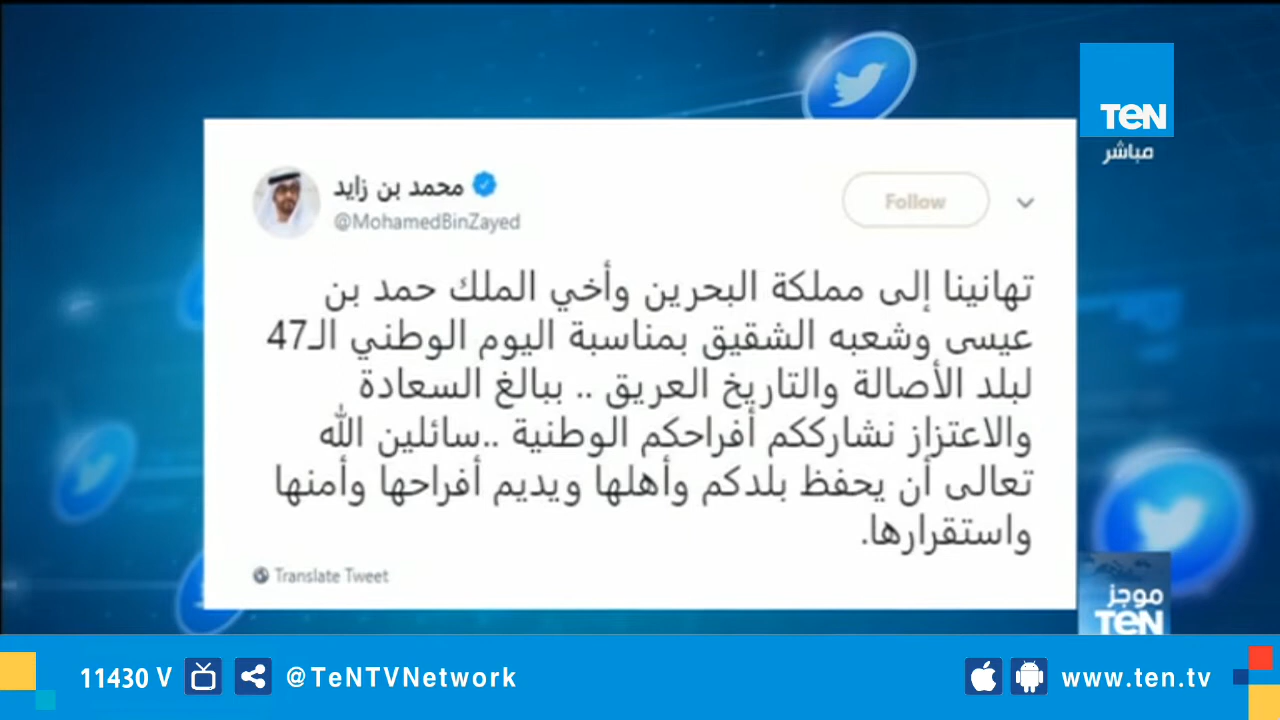 TEN
مباشر
محمد بن زايد
@MohamedBinZayed
Follow
تهانينا إلى مملكة البحرين وأخي الملك حمد بن
عيسى وشعبه الشقيق بمناسبة اليوم الوطني الـ47
لبلد الأصالة والتاريخ العريق .. ببالغ السعادة
والاعتزاز نشارككم أفراحكم الوطنية ..سائلين الله
تعالى أن يحفظ بلدكم وأهلها ويديم أفراحها وأمنها
واستقرارها.
Translate Tweet
موجز
TEN
11430 V
@TeNTVNetwork
www.ten.tv